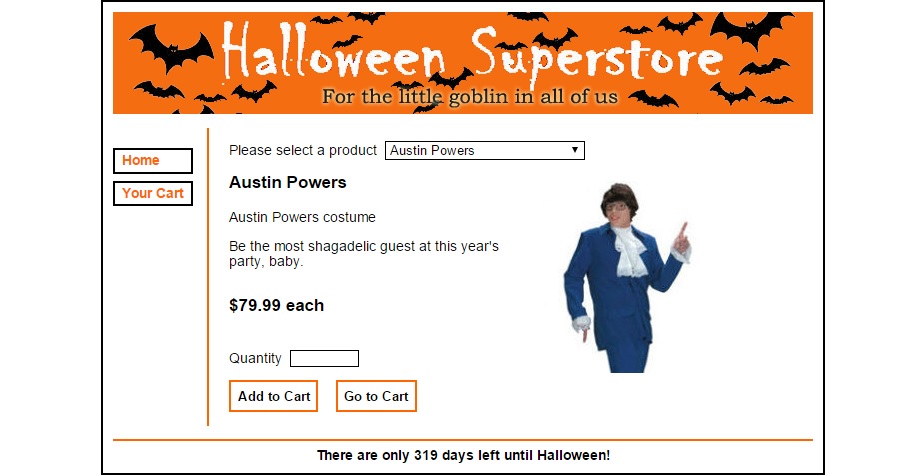 Halloween Superstore
For the little goblin in all of us
Home
Your Cart
Please select a product Austin Powers
Austin Powers
Austin Powers costume
Be the most shagadelic guest at this year's
party, baby.
$79.99 each
Quantity
Add to Cart Go to Cart
There are only 319 days left until Halloween!